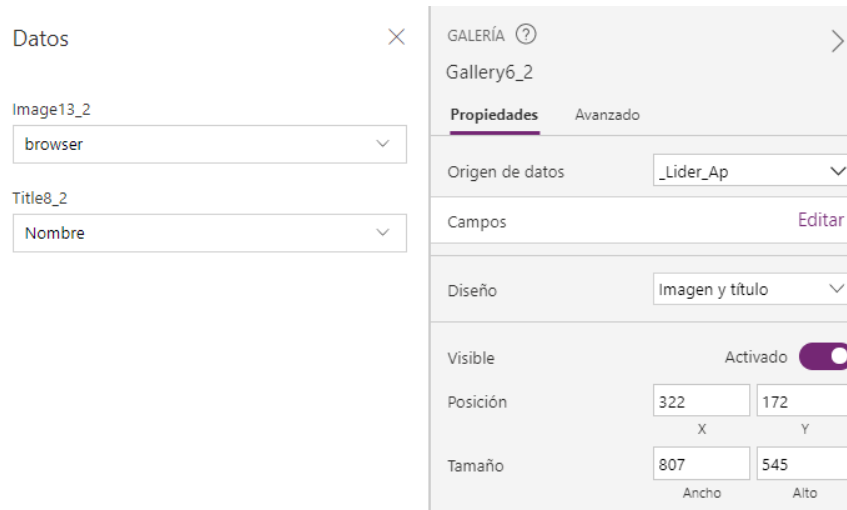 Datos
Image13_2
browser
Title8_2
Nombre
GALERÍA ?
Gallery6_2
Propiedades Avanzado
Origen de datos _Lider_Ap
Campos Editar
Diseño Imagen y título
Visible Activado
Posición 322 172
X Y
Tamaño 807 545
Ancho Alto